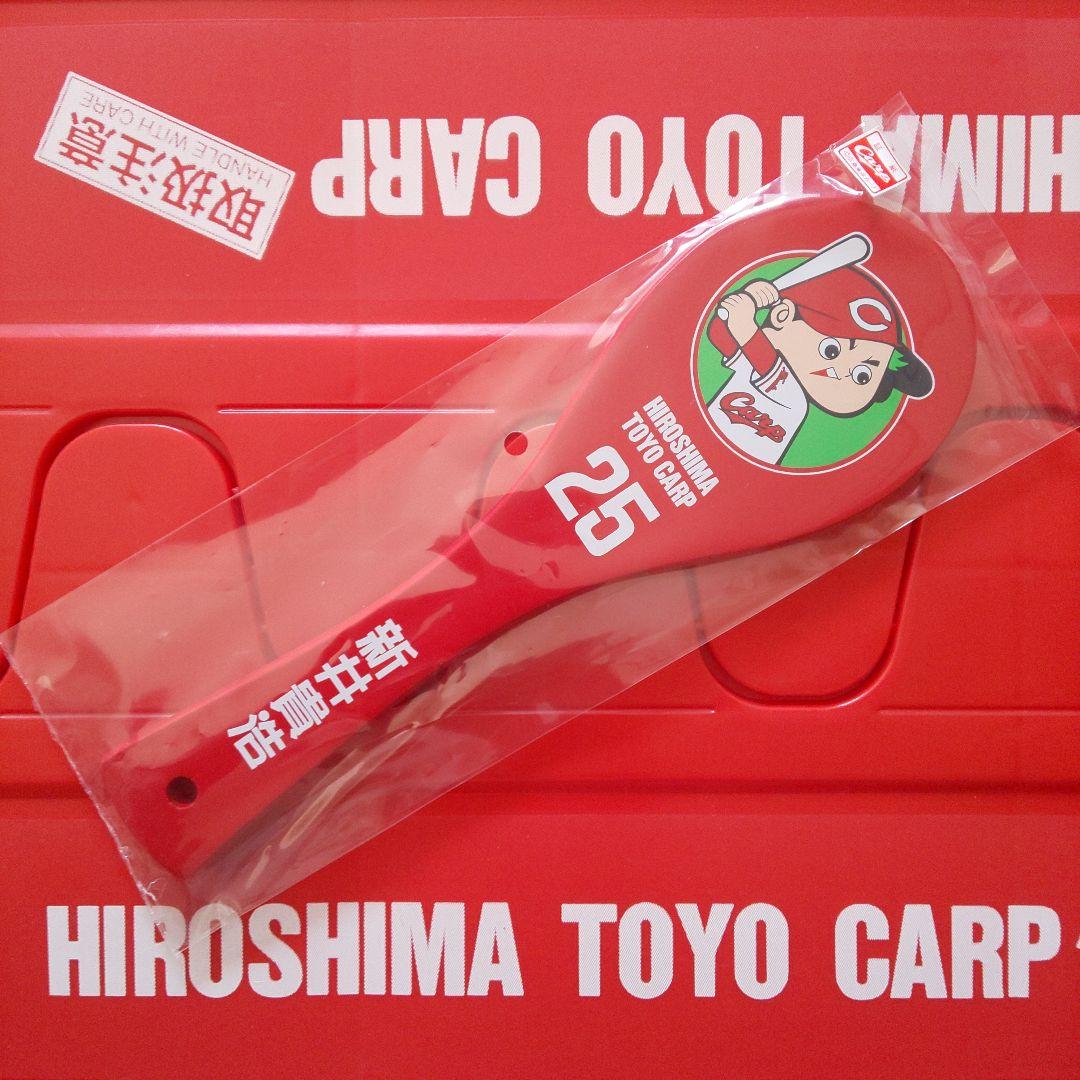 取扱注意
HANDLE WITH CARE
HIMA TOYO CARP
Carp
C
Carp
HIROSHIMA
TOYO CARP
25
新井貴浩
HIROSHIMA TOYO CARP